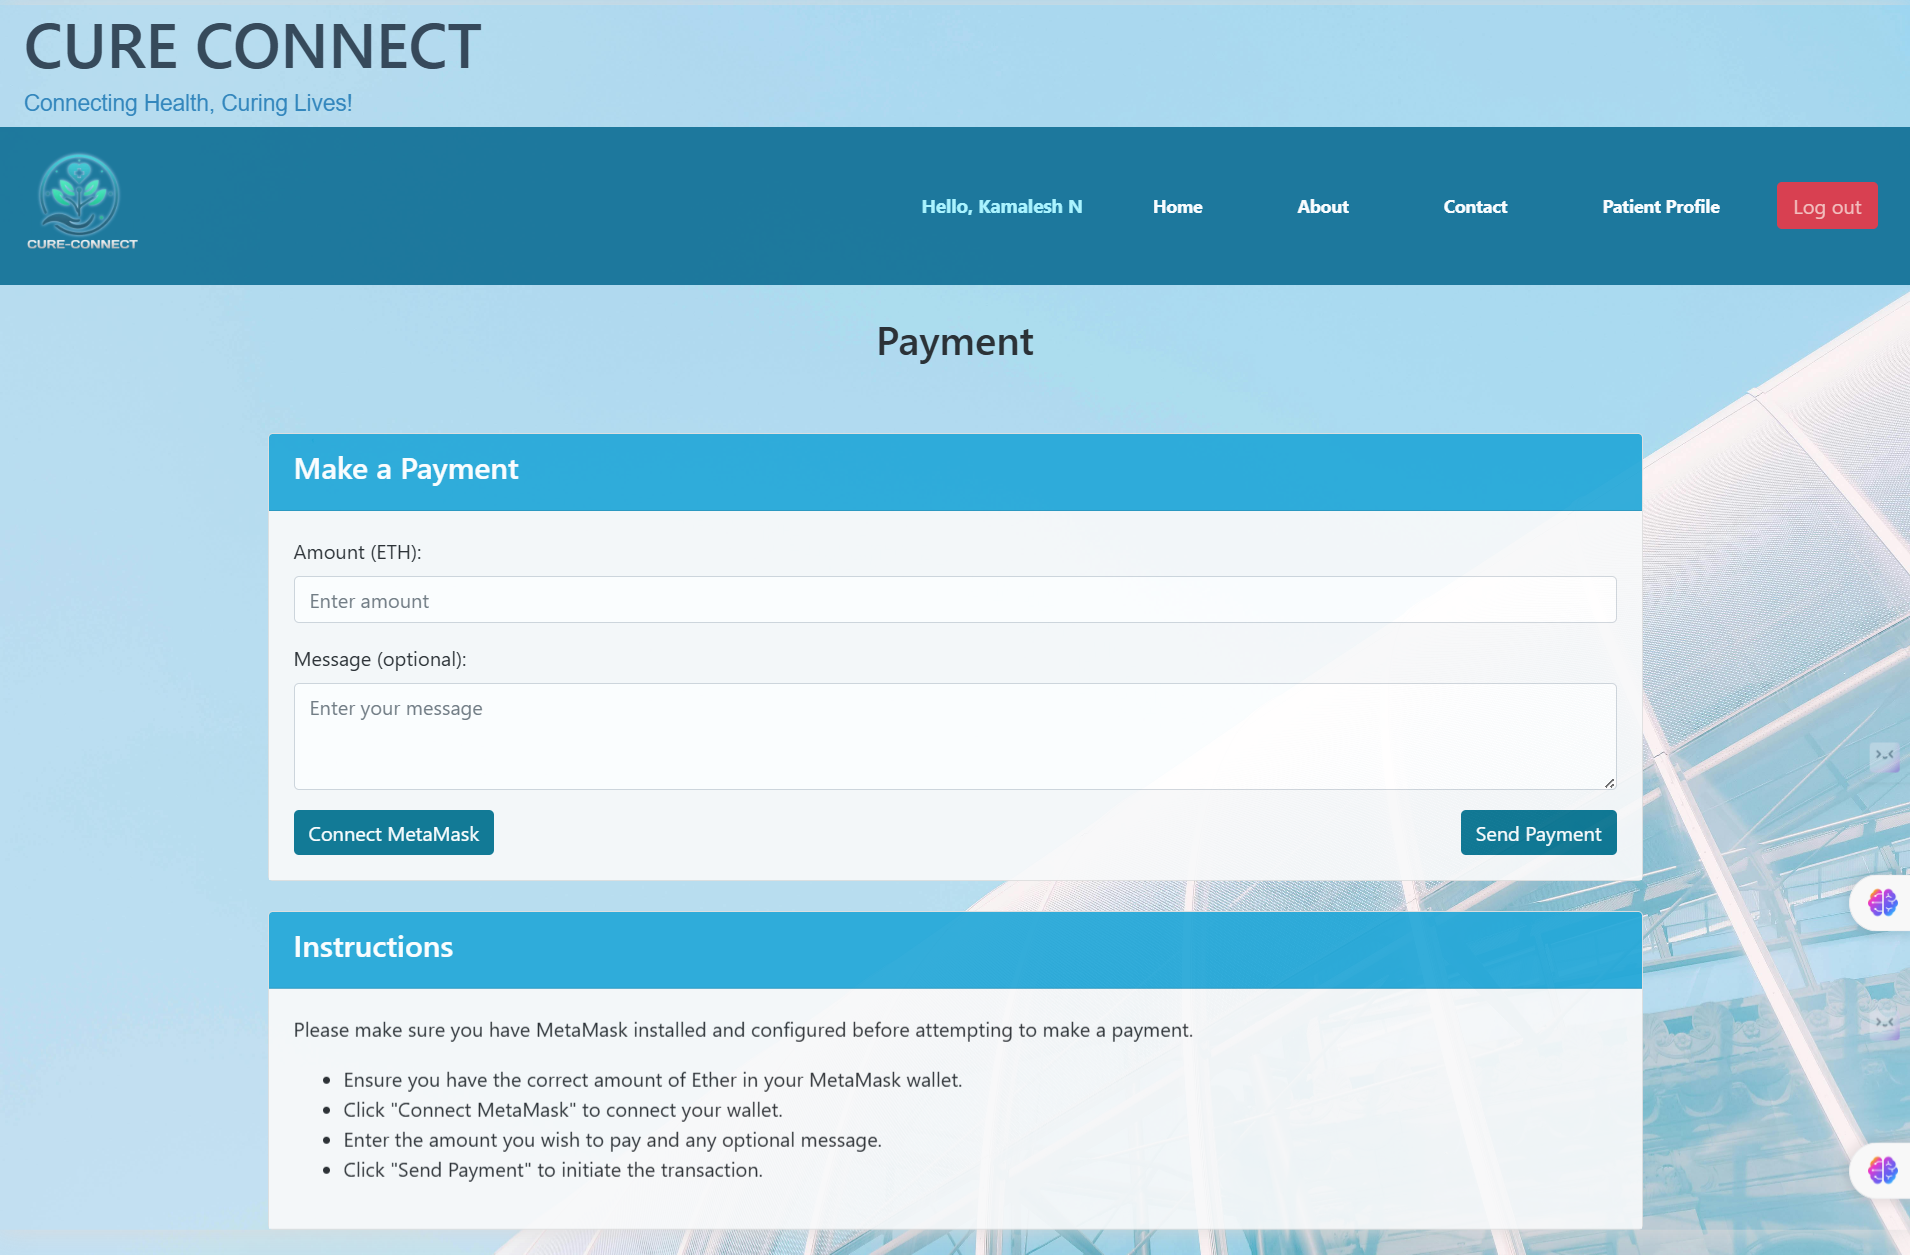 CURE CONNECT
Connecting Health, Curing Lives!
CURE-CONNECT
Hello, Kamalesh N
Home
About
Contact
Patient Profile
Log out
Payment
Make a Payment
Amount (ETH):
Enter amount
Message (optional):
Enter your message
Connect MetaMask
Send Payment
Instructions
Please make sure you have MetaMask installed and configured before attempting to make a payment.
• Ensure you have the correct amount of Ether in your MetaMask wallet.
• Click "Connect MetaMask" to connect your wallet.
• Enter the amount you wish to pay and any optional message.
• Click "Send Payment" to initiate the transaction.